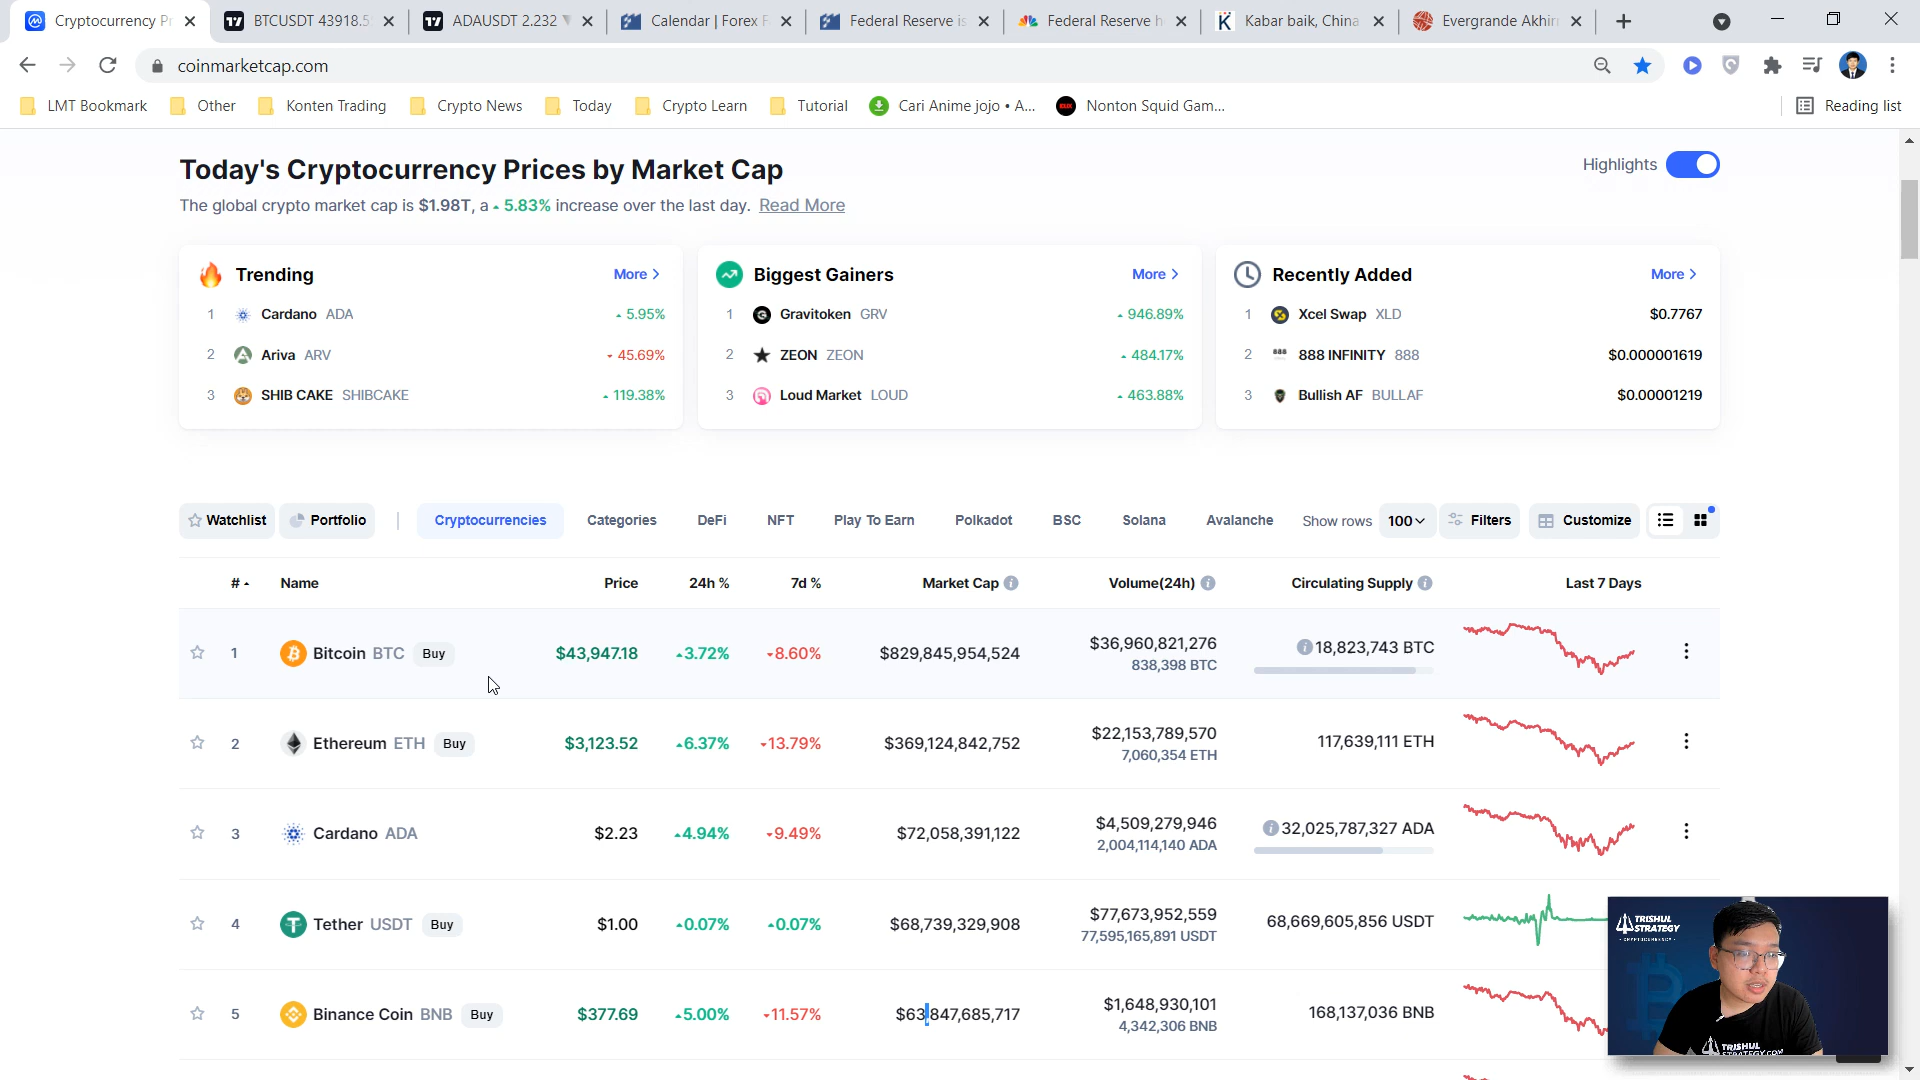 Cryptocurrency Pr
BTCUSDT 43918.5
ADAUSDT 2.232
Calendar | Forex F
Federal Reserve is
Federal Reserve h
Kabar baik, China
Evergrande Akhir
coinmarketcap.com
LMT Bookmark
Other
Konten Trading
Crypto News
Today
Crypto Learn
Tutorial
Cari Anime jojo • A...
Nonton Squid Gam...
Reading list
Today's Cryptocurrency Prices by Market Cap
Highlights
The global crypto market cap is $1.98T, a 5.83% increase over the last day. Read More
Trending
More
1 Cardano ADA 5.95%
2 Ariva ARV 45.69%
3 SHIB CAKE SHIBCAKE 119.38%
Biggest Gainers
More
1 Gravitoken GRV 946.89%
2 ZEON ZEON 484.17%
3 Loud Market LOUD 463.88%
Recently Added
More
1 Xcel Swap XLD $0.7767
2 888 INFINITY 888 $0.000001619
3 Bullish AF BULLAF $0.00001219
Watchlist Portfolio Cryptocurrencies Categories DeFi NFT Play To Earn Polkadot BSC Solana Avalanche Show rows 100 Filters Customize
# Name Price 24h % 7d % Market Cap Volume(24h) Circulating Supply Last 7 Days
1 Bitcoin BTC Buy $43,947.18 3.72% 8.60% $829,845,954,524 $36,960,821,276 18,823,743 BTC
838,398 BTC
2 Ethereum ETH Buy $3,123.52 6.37% 13.79% $369,124,842,752 $22,153,789,570 117,639,111 ETH
7,060,354 ETH
3 Cardano ADA $2.23 4.94% 9.49% $72,058,391,122 $4,509,279,946 32,025,787,327 ADA
2,004,114,140 ADA
4 Tether USDT Buy $1.00 0.07% 0.07% $68,739,329,908 $77,673,952,559 68,669,605,856 USDT
77,595,165,891 USDT
5 Binance Coin BNB Buy $377.69 5.00% 11.57% $63,847,685,717 $1,648,930,101 168,137,036 BNB
4,342,306 BNB
TRISHUL
STRATEGY
CRYPTOCURRENCY
TRISHUL
STRATEGY.COM